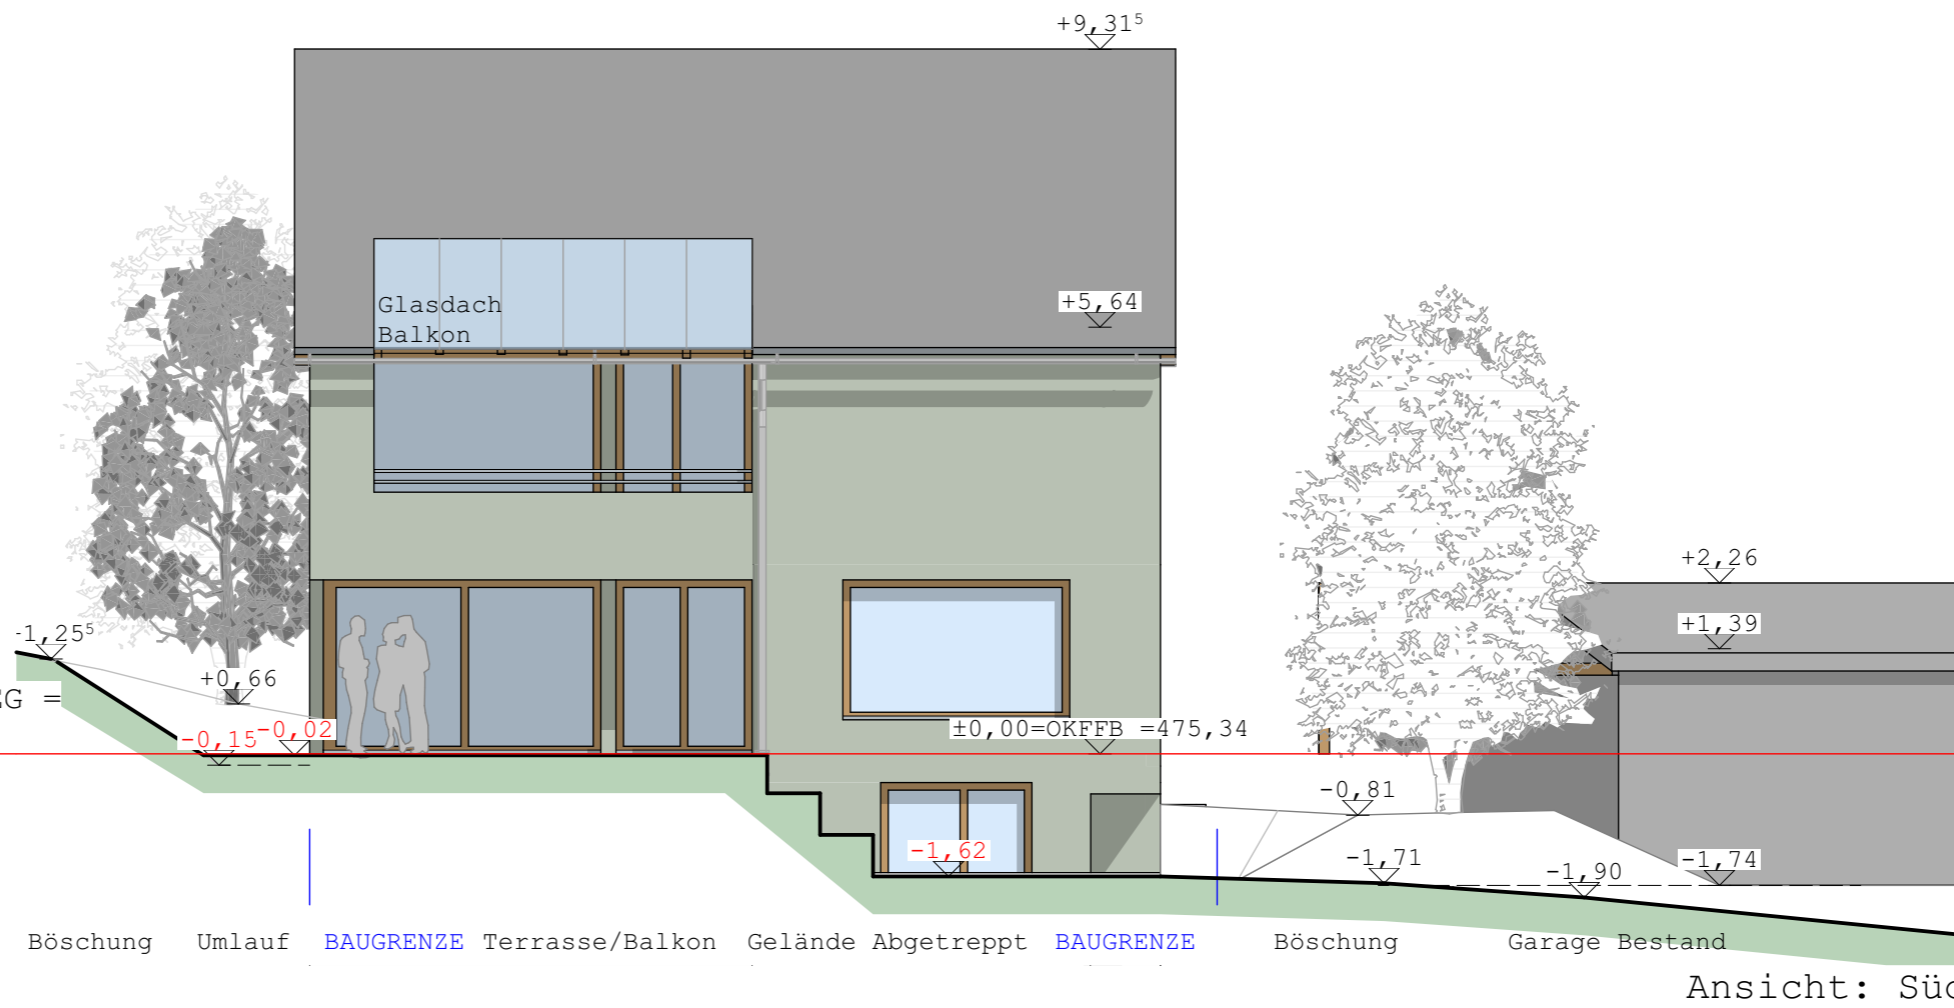 +9,31⁵
Glasdach
Balkon
+5,64
+2,26
-1,25⁵
+1,39
+0,66
EG =
-0,15
-0,02
±0,00=OKFFB =475,34
-0,81
-1,62
-1,71
-1,90
-1,74
Böschung Umlauf BAUGRENZE Terrasse/Balkon Gelände Abgetreppt BAUGRENZE Böschung Garage Bestand
Ansicht: